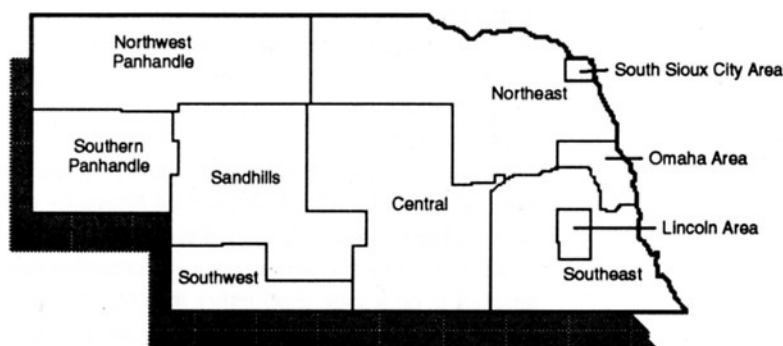 Northwest
Panhandle
South Sioux City Area
Northeast
Southern
Panhandle
Omaha Area
Sandhills
Central
Lincoln Area
Southwest
Southeast